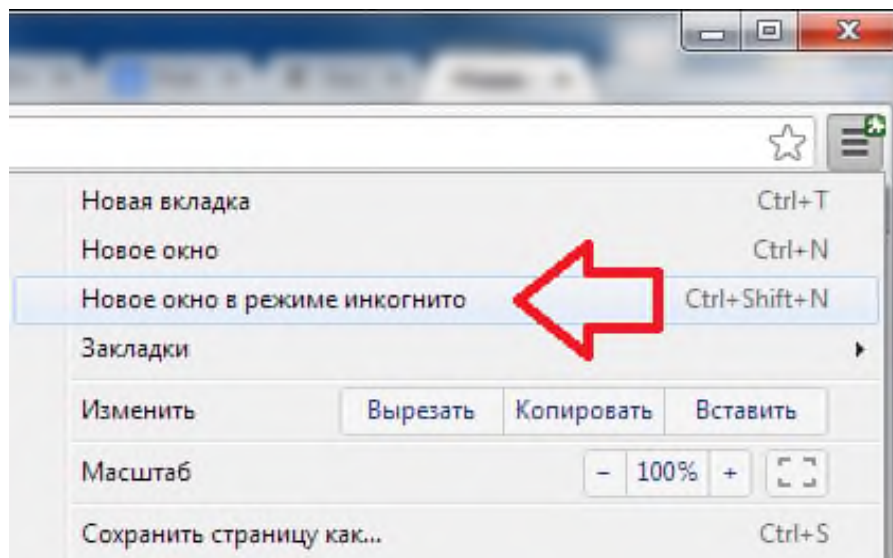 Новая вкладка Ctrl+T
Новое окно Ctrl+N
Новое окно в режиме инкогнито Ctrl+Shift+N
Закладки
Изменить Вырезать Копировать Вставить
Масштаб - 100% +
Сохранить страницу как... Ctrl+S